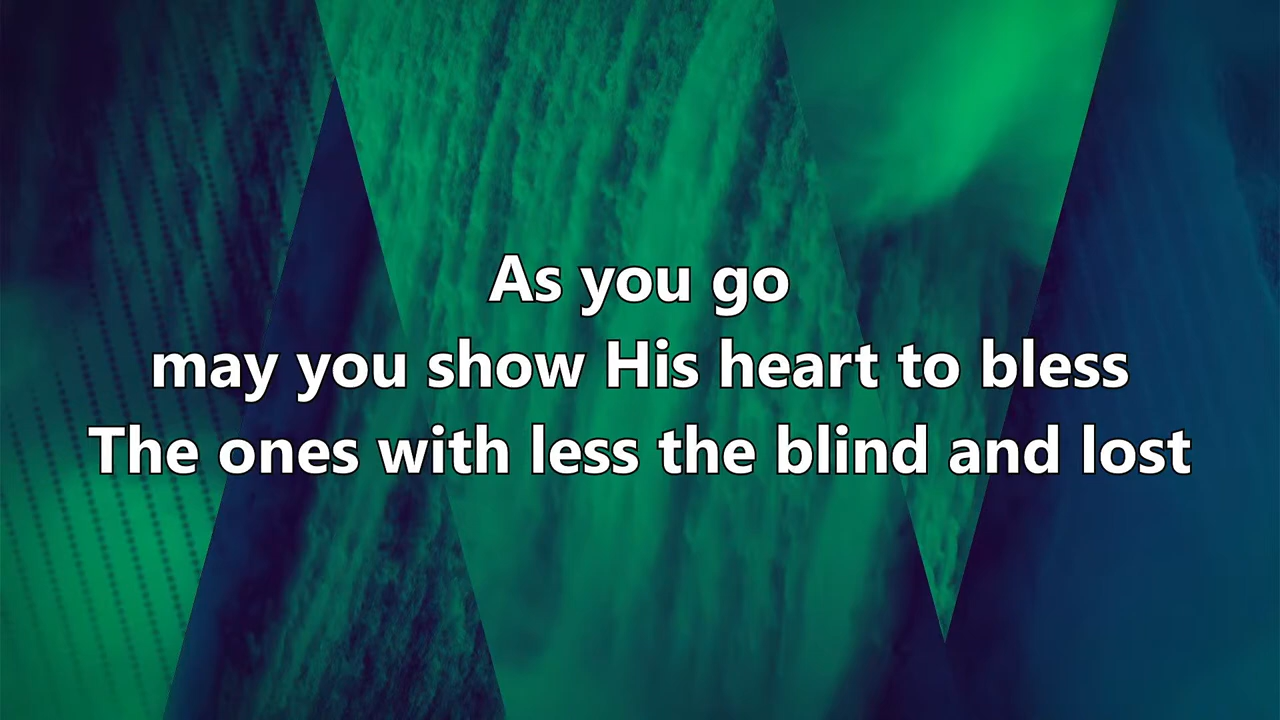 As you go
may you show His heart to bless
The ones with less the blind and lost